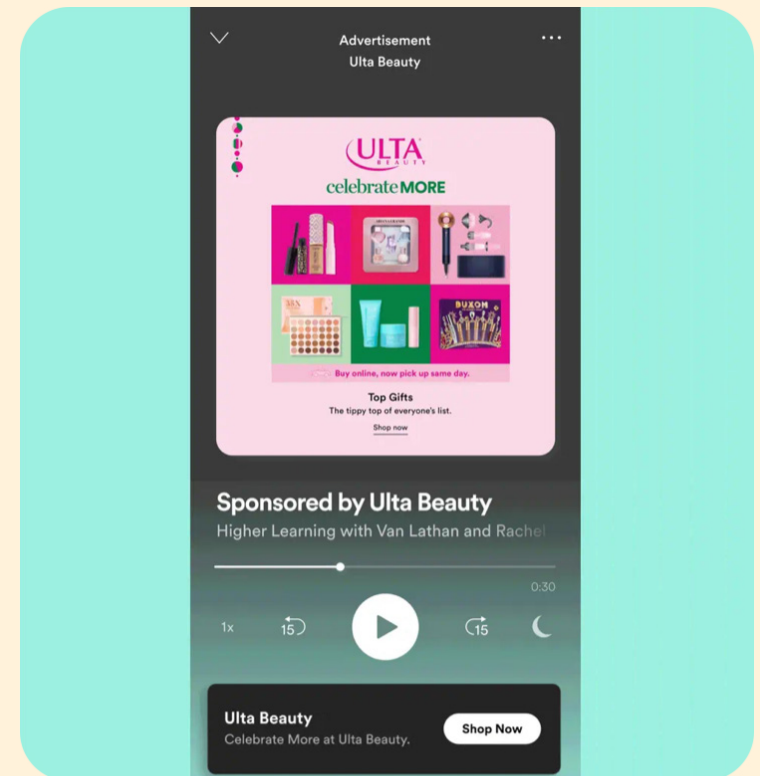 Advertisement
Ulta Beauty
ULTA
BEAUTY
celebrate MORE
BUXOM
Buy online, now pick up same day.
Top Gifts
The tippy top of everyone's list.
Shop now
Sponsored by Ulta Beauty
Higher Learning with Van Lathan and Rachel
0:30
1x
15
15
Ulta Beauty
Celebrate More at Ulta Beauty.
Shop Now